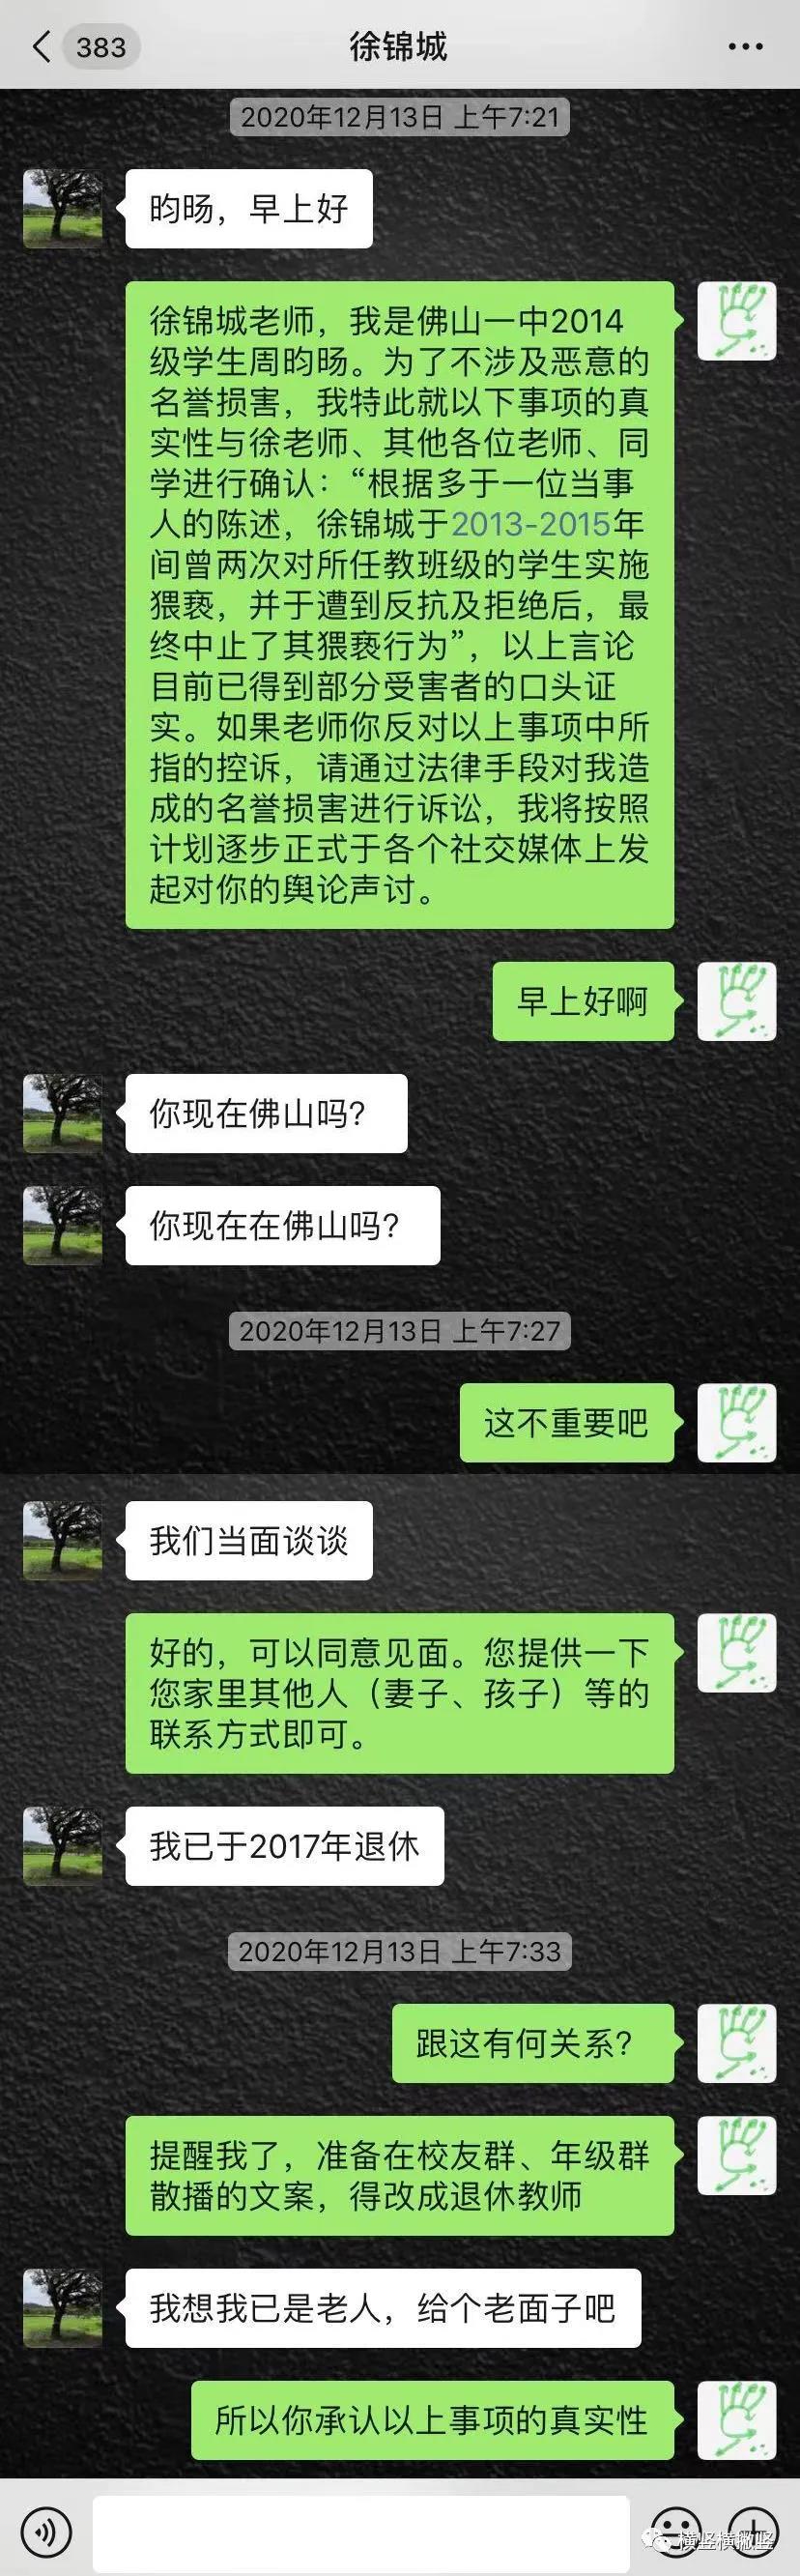 383
徐锦城
2020年12月13日 上午7:21
昀旸，早上好
徐锦城老师，我是佛山一中2014
级学生周昀旸。为了不涉及恶意的
名誉损害，我特此就以下事项的真
实性与徐老师、其他各位老师、同
学进行确认：“根据多于一位当事
人的陈述，徐锦城于2013-2015年
间曾两次对所任教班级的学生实施
猥亵，并于遭到反抗及拒绝后，最
终中止了其猥亵行为”，以上言论
目前已得到部分受害者的口头证
实。如果老师你反对以上事项中所
指的控诉，请通过法律手段对我造
成的名誉损害进行诉讼，我将按照
计划逐步正式于各个社交媒体上发
起对你的舆论声讨。
早上好啊
你现在佛山吗？
你现在在佛山吗？
2020年12月13日 上午7:27
这不重要吧
我们当面谈谈
好的，可以同意见面。您提供一下
您家里其他人（妻子、孩子）等的
联系方式即可。
我已于2017年退休
2020年12月13日 上午7:33
跟这有何关系？
提醒我了，准备在校友群、年级群
散播的文案，得改成退休教师
我想我已是老人，给个老面子吧
所以你承认以上事项的真实性
横竖横撇竖